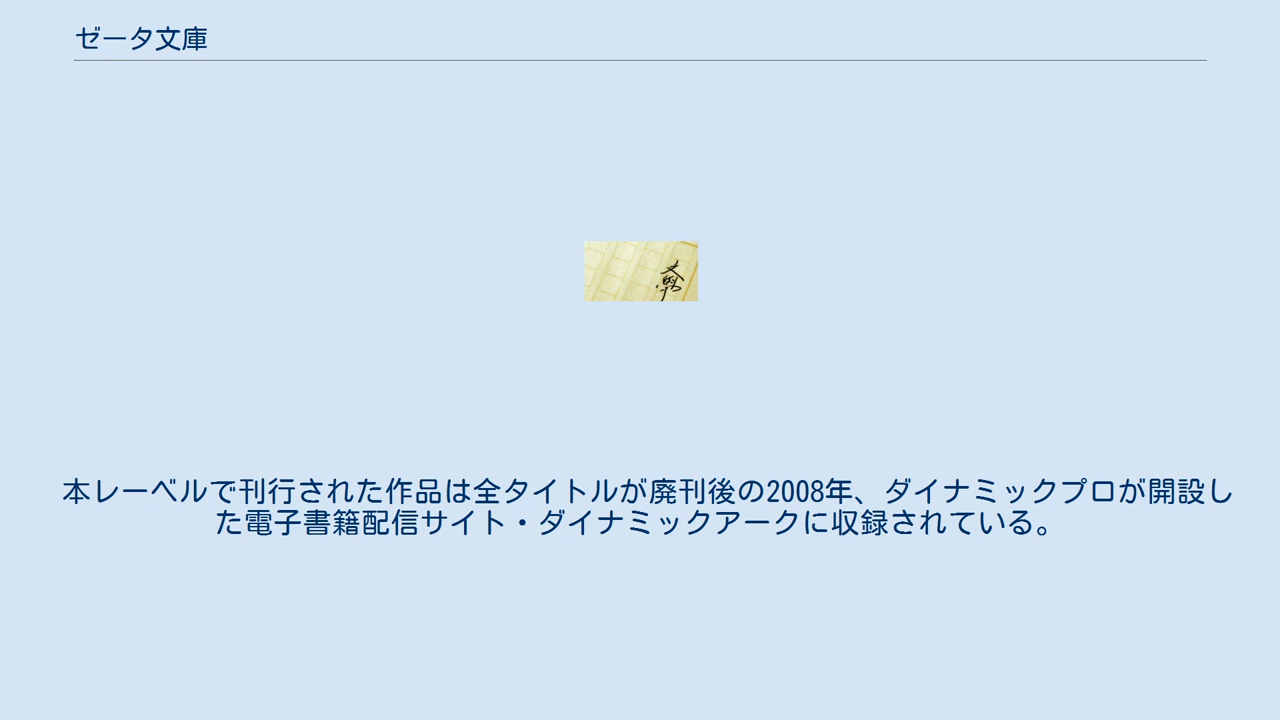 ゼータ文庫
本レーベルで刊行された作品は全タイトルが廃刊後の2008年、ダイナミックプロが開設し
た電子書籍配信サイト・ダイナミックアークに収録されている。